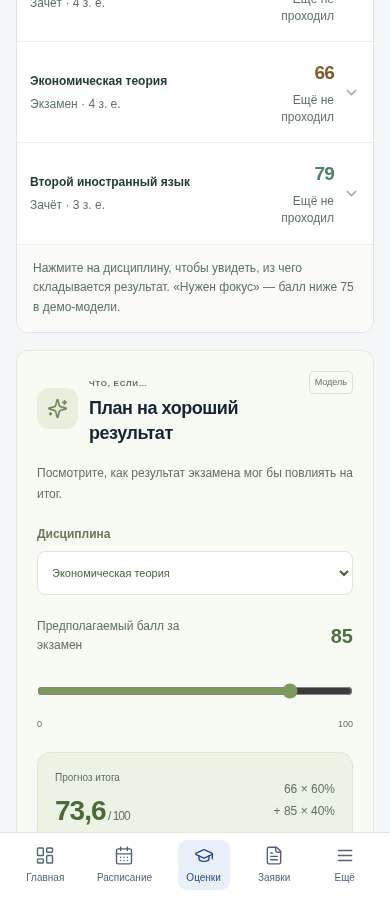 Зачёт · 4 з. е.
Ещё не
проходил
Экономическая теория
66
Экзамен · 4 з. е.
Ещё не
проходил
Второй иностранный язык
79
Зачёт · 3 з. е.
Ещё не
проходил
Нажмите на дисциплину, чтобы увидеть, из чего
складывается результат. «Нужен фокус» — балл ниже 75
в демо-модели.
ЧТО, ЕСЛИ…
Модель
План на хороший
результат
Посмотрите, как результат экзамена мог бы повлиять на
итог.
Дисциплина
Экономическая теория
Предполагаемый балл за
экзамен
85
0
100
Прогноз итога
73,6 / 100
66 × 60%
+ 85 × 40%
Главная
Расписание
Оценки
Заявки
Ещё